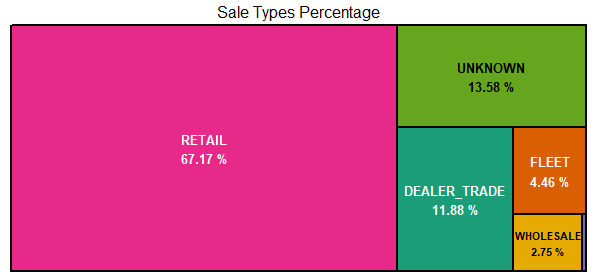 Sale Types Percentage
RETAIL
67.17 %
UNKNOWN
13.58 %
DEALER_TRADE
11.88 %
FLEET
4.46 %
WHOLESALE
2.75 %